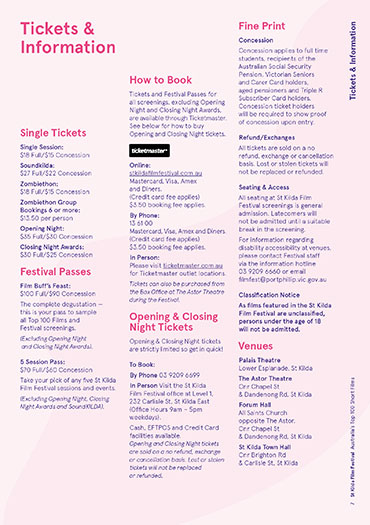 Tickets &
Information
Single Tickets
Single Session:
$18 Full/$15 Concession
Soundkilda:
$27 Full/$22 Concession
Zombiethon:
$18 Full/$15 Concession
Zombiethon Group
Bookings 6 or more:
$13.50 per person
Opening Night:
$35 Full/$30 Concession
Closing Night Awards:
$30 Full/$25 Concession
Festival Passes
Film Buff's Feast:
$100 Full/$90 Concession
The complete degustation –
this is your pass to sample
all Top 100 Films and
Festival screenings.
(Excluding Opening Night
and Closing Night Awards).
5 Session Pass:
$70 Full/$60 Concession
Take your pick of any five St Kilda
Film Festival sessions and events.
(Excluding Opening Night, Closing
Night Awards and SoundKILDA).
How to Book
Tickets and Festival Passes for
all screenings, excluding Opening
Night and Closing Night Awards,
are available through Ticketmaster.
See below for how to buy
Opening and Closing Night tickets.
ticketmaster
Online:
stkildafilmfestival.com.au
Mastercard, Visa, Amex
and Diners.
(Credit card fee applies)
$3.50 booking fee applies.
By Phone:
13 61 00
Mastercard, Visa, Amex and Diners.
(Credit card fee applies)
$3.50 booking fee applies.
In Person:
Please visit ticketmaster.com.au
for Ticketmaster outlet locations.
Tickets can also be purchased from
the Box Office at The Astor Theatre
during the Festival.
Opening & Closing
Night Tickets
Opening & Closing Night tickets
are strictly limited so get in quick!
To Book:
By Phone 03 9209 6699
In Person Visit the St Kilda
Film Festival office at Level 1,
232 Carlisle St, St Kilda East
(Office Hours 9am – 5pm
weekdays).
Cash, EFTPOS and Credit Card
facilities available.
Opening and Closing Night tickets
are sold on a no refund, exchange
or cancellation basis. Lost or stolen
tickets will not be replaced
or refunded.
Fine Print
Concession
Concession applies to full time
students, recipients of the
Australian Social Security
Pension, Victorian Seniors
and Carer Card holders,
aged pensioners and Triple R
Subscriber Card holders.
Concession ticket holders
will be required to show proof
of concession upon entry.
Refund/Exchanges
All tickets are sold on a no
refund, exchange or cancellation
basis. Lost or stolen tickets will
not be replaced or refunded.
Seating & Access
All seating at St Kilda Film
Festival screenings is general
admission. Latecomers will
not be admitted until a suitable
break in the screening.
For information regarding
disability accessibility at venues,
please contact Festival staff
via the information hotline
03 9209 6660 or email
filmfest@portphillip.vic.gov.au
Classification Notice
As films featured in the St Kilda
Film Festival are unclassified,
persons under the age of 18
will not be admitted.
Venues
Palais Theatre
Lower Esplanade, St Kilda
The Astor Theatre
Cnr Chapel St
& Dandenong Rd, St Kilda
Forum Hall
All Saints Church
opposite The Astor.
Cnr Chapel St
& Dandenong Rd, St Kilda
St Kilda Town Hall
Cnr Brighton Rd
& Carlisle St, St Kilda
Tickets & Information
7 St Kilda Film Festival Australia's Top 100 Short Films